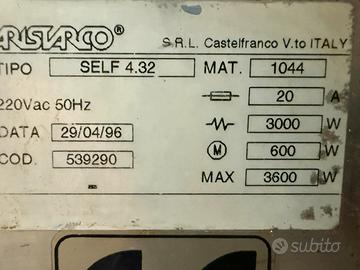 ARISTARCO® S.R.L. Castelfranco V.to ITALY
TIPO SELF 4.32 MAT. 1044
20 A
220Vac 50Hz 3000 W
DATA 29/04/96 M 600 W
COD. 539290 MAX 3600 W
subito